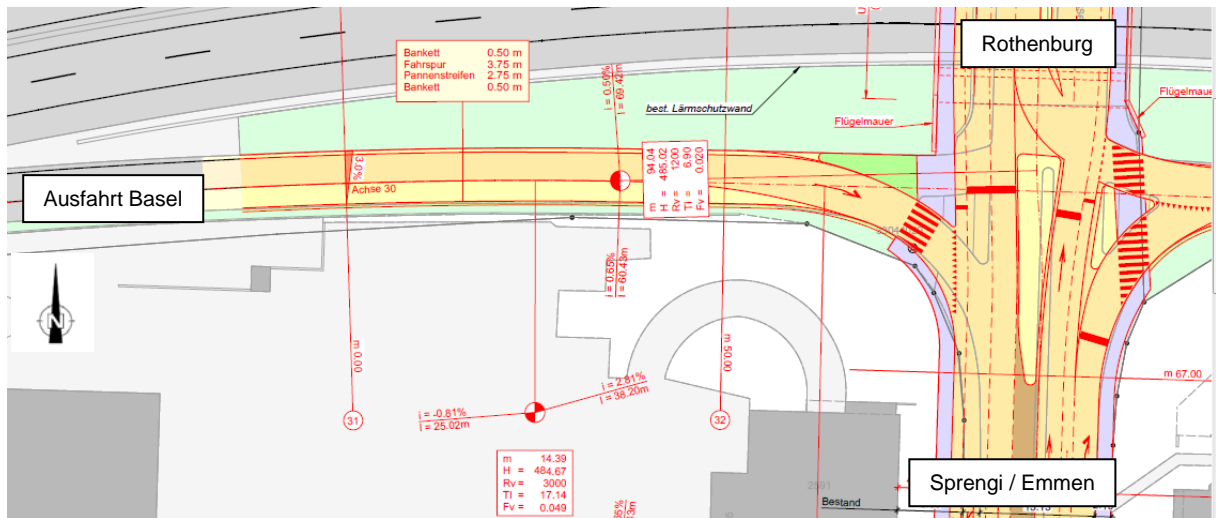 Rothenburg
Bankett 0.50 m
Fahrspur 3.75 m
Pannenstreifen 2.75 m
Bankett 0.50 m
i = 0.50%
l = 69.42m
best. Lärmschutzwand
Flügelmauer
Flügelmauer
3.0%
Achse 30
Ausfahrt Basel
m 94.04
H = 485.02
Rv = 1200
Tl = 6.90
Fv = 0.020
i = 0.65%
l = 60.43m
N
m 0.00
m 50.00
m 67.00
i = 2.81%
l = 38.20m
i = -0.81%
l = 25.02m
31
32
m 14.39
H = 484.67
Rv = 3000
Tl = 17.14
Fv = 0.049
Sprengi / Emmen
2891
Bestand